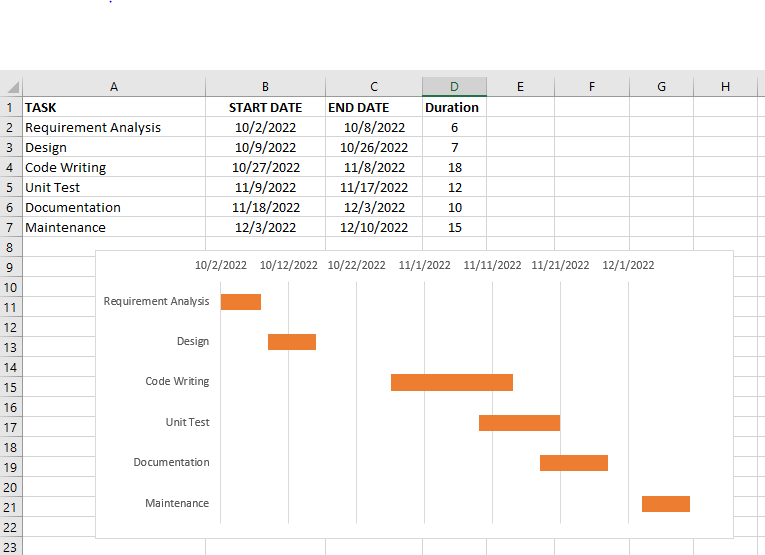 A B C D E F G H
1 TASK START DATE END DATE Duration
2 Requirement Analysis 10/2/2022 10/8/2022 6
3 Design 10/9/2022 10/26/2022 7
4 Code Writing 10/27/2022 11/8/2022 18
5 Unit Test 11/9/2022 11/17/2022 12
6 Documentation 11/18/2022 12/3/2022 10
7 Maintenance 12/3/2022 12/10/2022 15
8
9 10/2/2022 10/12/2022 10/22/2022 11/1/2022 11/11/2022 11/21/2022 12/1/2022
10
11 Requirement Analysis
12
13 Design
14
15 Code Writing
16
17 Unit Test
18
19 Documentation
20
21 Maintenance
22
23